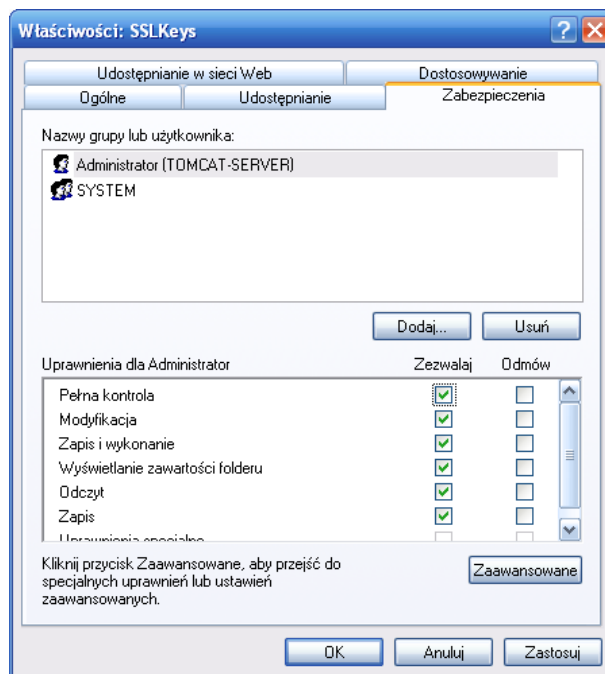 Właściwości: SSLKeys
Udostępnianie w sieci Web
Dostosowywanie
Ogólne
Udostępnianie
Zabezpieczenia
Nazwy grupy lub użytkownika:
Administrator (TOMCAT-SERVER)
SYSTEM
Dodaj...
Usuń
Uprawnienia dla Administrator
Zezwalaj
Odmów
Pełna kontrola
Modyfikacja
Zapis i wykonanie
Wyświetlanie zawartości folderu
Odczyt
Zapis
Uprawnienia specjalne
Kliknij przycisk Zaawansowane, aby przejść do
specjalnych uprawnień lub ustawień
zaawansowanych.
Zaawansowane
OK
Anuluj
Zastosuj